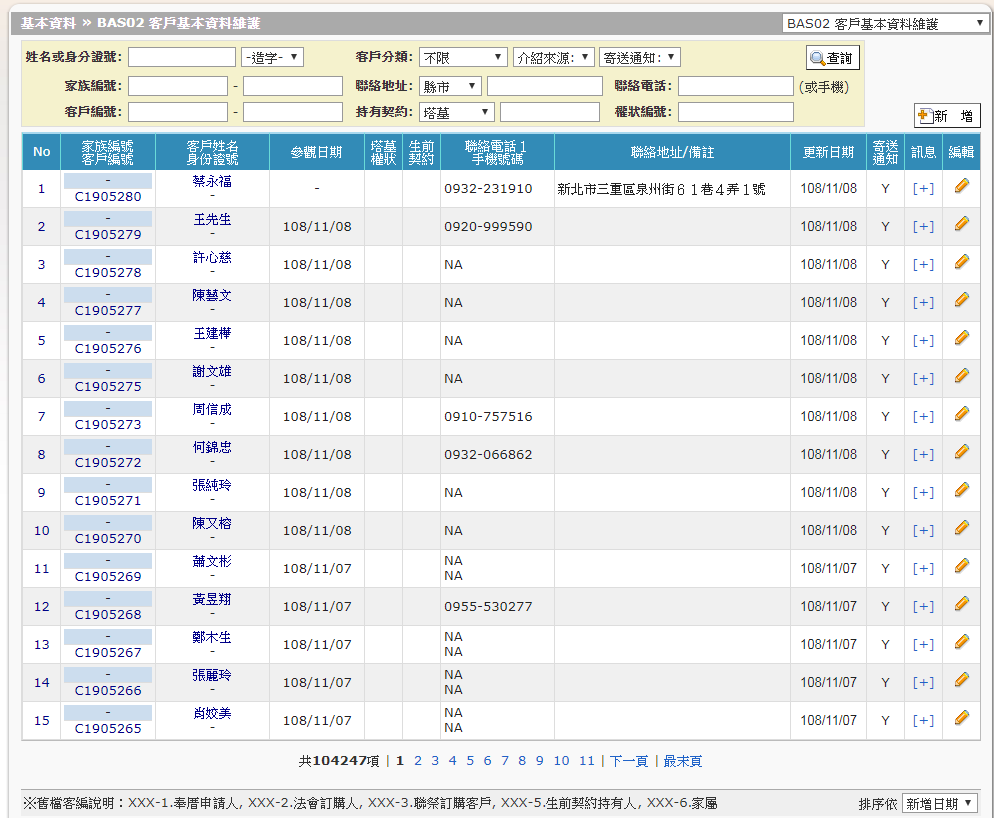 基本資料 » BAS02 客戶基本資料維護 BAS02 客戶基本資料維護
姓名或身分證號： -造字- 客戶分類： 不限 介紹來源： 寄送通知： 查詢
家族編號： - 聯絡地址： 縣市 聯絡電話： (或手機)
客戶編號： - 持有契約： 塔墓 權狀編號：
新 增
No 家族編號 客戶編號 客戶姓名 身份證號 參觀日期 塔墓 權狀 生前 契約 聯絡電話１ 手機號碼 聯絡地址/備註 更新日期 寄送 通知 訊息 編輯
1 - C1905280 蔡永福 - - 0932-231910 新北市三重區泉州街６１巷４弄１號 108/11/08 Y [+]
2 - C1905279 王先生 - 108/11/08 0920-999590 108/11/08 Y [+]
3 - C1905278 許心慈 - 108/11/08 NA 108/11/08 Y [+]
4 - C1905277 陳慧文 - 108/11/08 NA 108/11/08 Y [+]
5 - C1905276 王建樺 - 108/11/08 NA 108/11/08 Y [+]
6 - C1905275 謝文雄 - 108/11/08 NA 108/11/08 Y [+]
7 - C1905273 周信成 - 108/11/08 0910-757516 108/11/08 Y [+]
8 - C1905272 何錦忠 - 108/11/08 0932-066862 108/11/08 Y [+]
9 - C1905271 張純玲 - 108/11/08 NA 108/11/08 Y [+]
10 - C1905270 陳又榕 - 108/11/08 NA 108/11/08 Y [+]
11 - C1905269 蕭文彬 - 108/11/07 NA NA 108/11/07 Y [+]
12 - C1905268 黃昱翔 - 108/11/07 0955-530277 108/11/07 Y [+]
13 - C1905267 鄭木生 - 108/11/07 NA NA 108/11/07 Y [+]
14 - C1905266 張麗玲 - 108/11/07 NA NA 108/11/07 Y [+]
15 - C1905265 肖姣美 - 108/11/07 NA NA 108/11/07 Y [+]
共104247項 | 1 2 3 4 5 6 7 8 9 10 11 | 下一頁 | 最末頁
※舊檔客編說明：XXX-1.奉厝申請人, XXX-2.法會訂購人, XXX-3.聯祭訂購客戶, XXX-5.生前契約持有人, XXX-6.家屬 排序依 新增日期